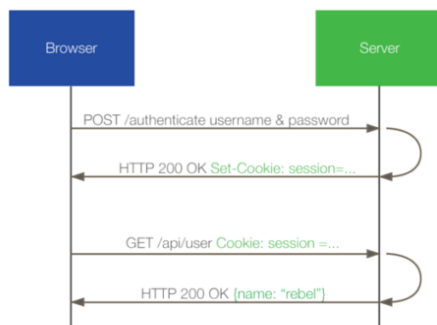 Browser
Server
POST /authenticate username & password
HTTP 200 OK Set-Cookie: session=...
GET /api/user Cookie: session =...
HTTP 200 OK {name: “rebel”}